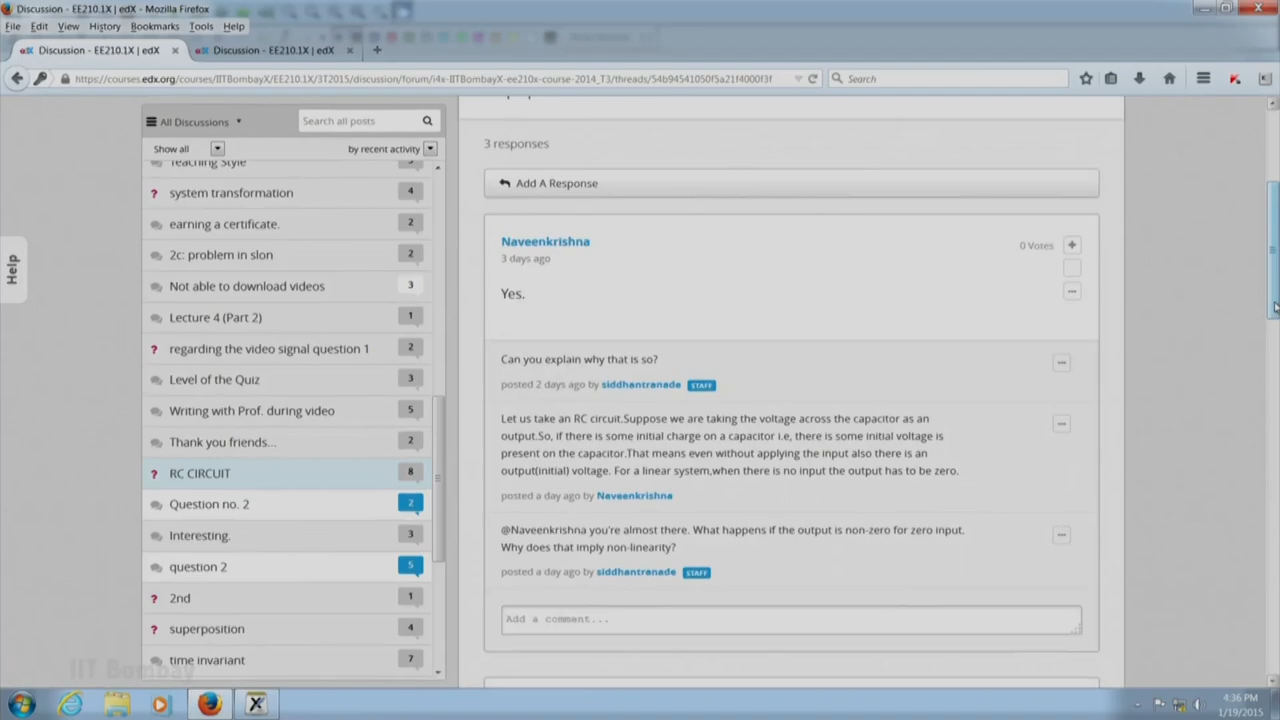 Discussion - EE210.1X | edX - Mozilla Firefox
File Edit View History Bookmarks Tools Help
Discussion - EE210.1X | edX
Discussion - EE210.1X | edX
https://courses.edx.org/courses/IITBombayX/EE210.1X/3T2015/discussion/forum/i4x-IITBombayX-ee210x-course-2014_T3/threads/54b94541050f5a21f4000f3f
Search
All Discussions
Search all posts
Show all
by recent activity
Teaching Style
? system transformation 4
earning a certificate. 2
2c: problem in slon 2
Not able to download videos 3
Lecture 4 (Part 2) 1
? regarding the video signal question 1 2
Level of the Quiz 3
Writing with Prof. during video 5
Thank you friends... 2
? RC CIRCUIT 8
Question no. 2 2
Interesting. 3
question 2 5
? 2nd 1
? superposition 4
? time invariant 7
Help
3 responses
Add A Response
Naveenkrishna
3 days ago
0 Votes
Yes.
Can you explain why that is so?
posted 2 days ago by siddhantranade STAFF
Let us take an RC circuit.Suppose we are taking the voltage across the capacitor as an
output.So, if there is some initial charge on a capacitor i.e, there is some initial voltage is
present on the capacitor.That means even without applying the input also there is an
output(initial) voltage. For a linear system,when there is no input the output has to be zero.
posted a day ago by Naveenkrishna
@Naveenkrishna you're almost there. What happens if the output is non-zero for zero input.
Why does that imply non-linearity?
posted a day ago by siddhantranade STAFF
Add a comment...
IIT Bombay
4:36 PM
1/19/2015